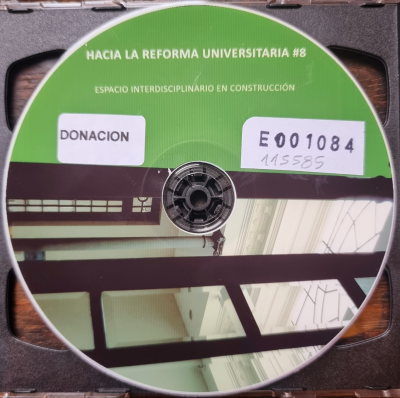 HACIA LA REFORMA UNIVERSITARIA #8
ESPACIO INTERDISCIPLINARIO EN CONSTRUCCIÓN
DONACION
E001084
115585